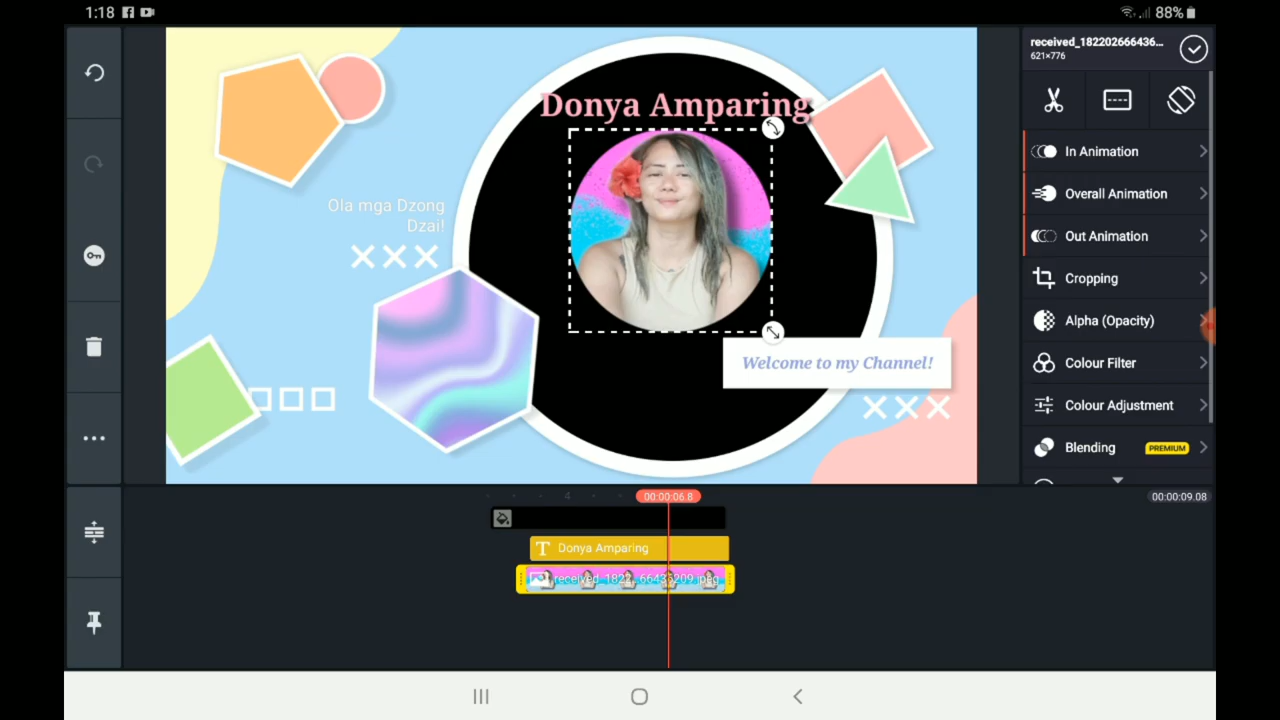 1:18
88%
received_182202666436...
621×776
Donya Amparing
In Animation
Overall Animation
Ola mga Dzong
Dzai!
Out Animation
Cropping
Alpha (Opacity)
Welcome to my Channel!
Colour Filter
Colour Adjustment
Blending PREMIUM
4
00:00:06.8
00:00:09.08
Donya Amparing